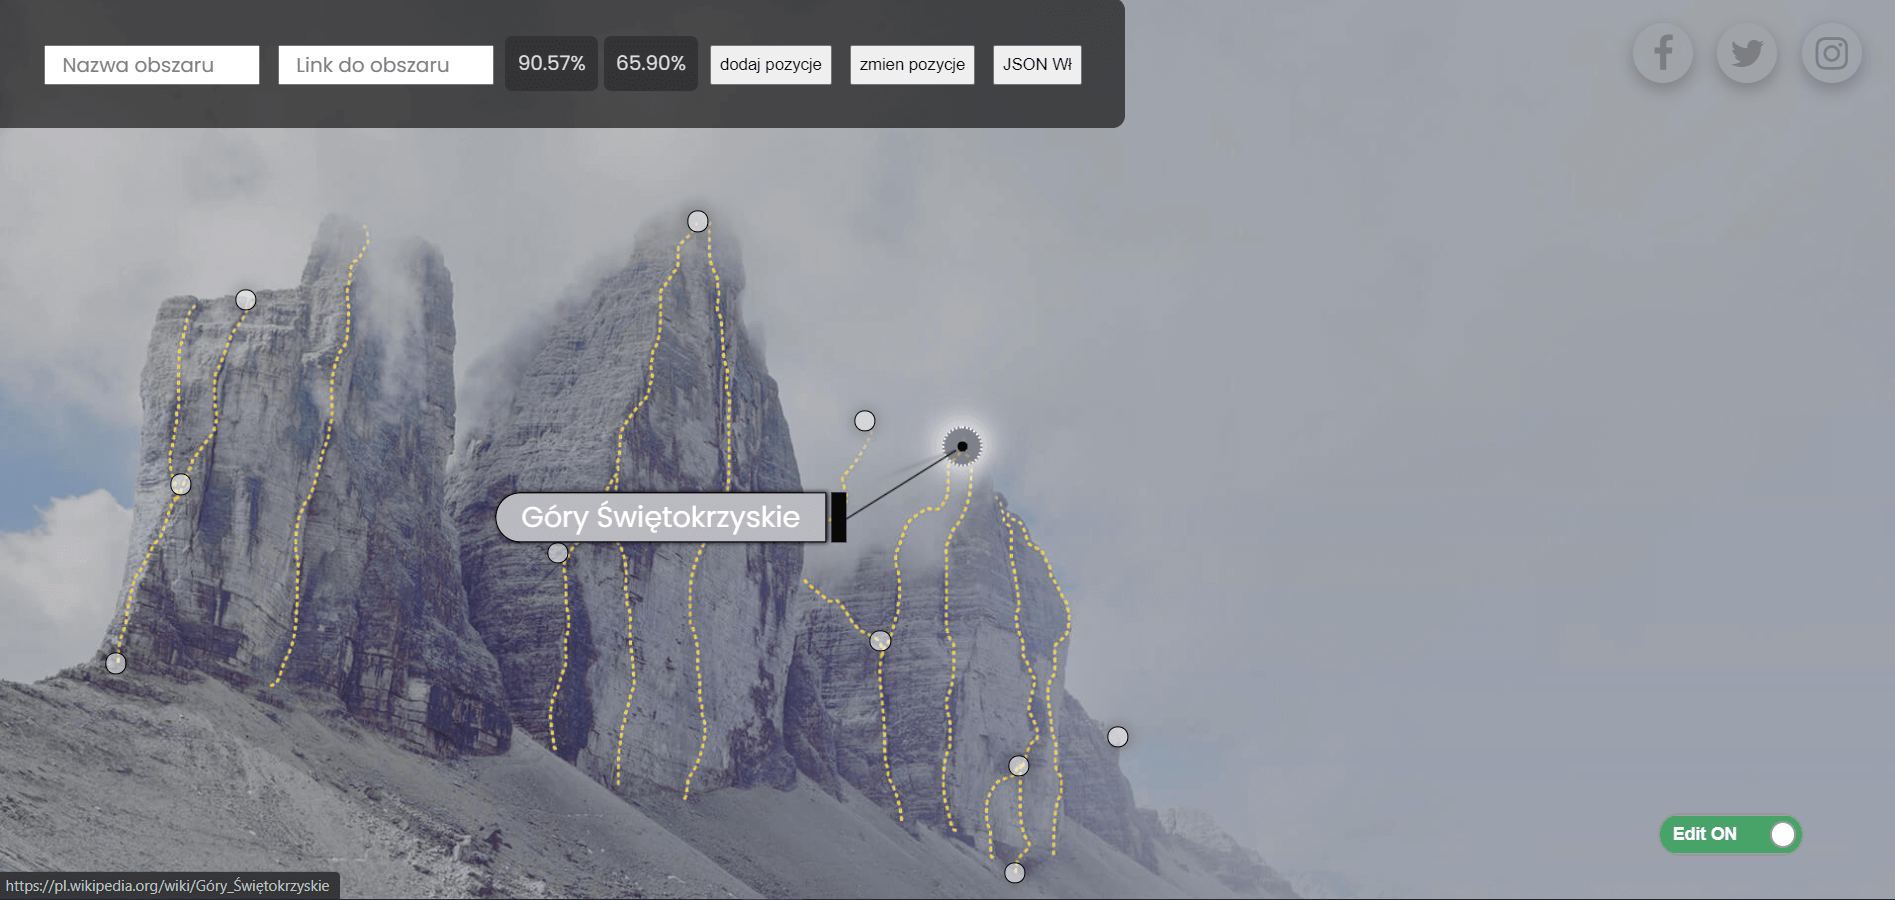 Nazwa obszaru
Link do obszaru
90.57%
65.90%
dodaj pozycje
zmien pozycje
JSON Wł
Góry Świętokrzyskie
Edit ON
https://pl.wikipedia.org/wiki/Góry_Świętokrzyskie